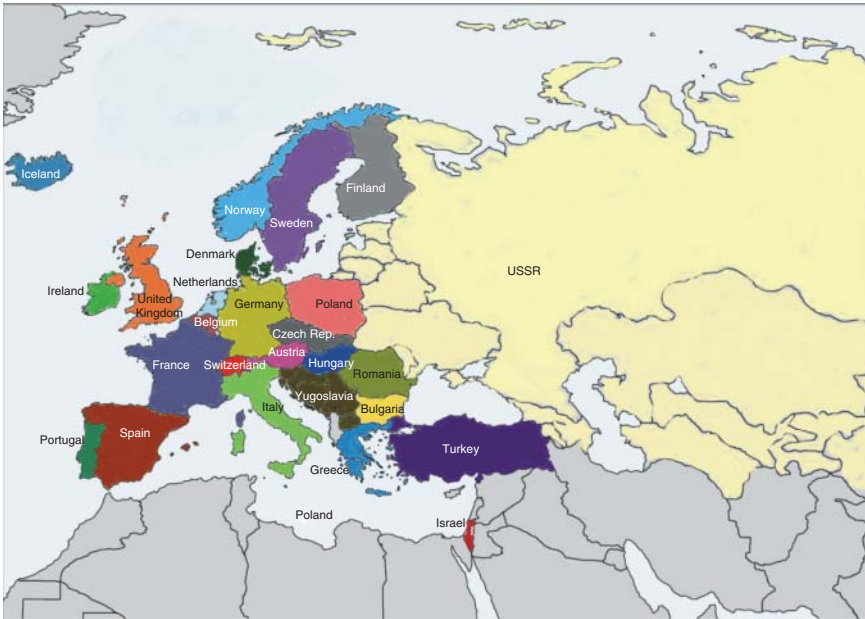 Iceland
Finland
Norway
Sweden
Denmark
USSR
Netherlands
Ireland
United
Kingdom
Germany
Poland
Belgium
Czech Rep.
Austria
France
Switzerland
Hungary
Romania
Yugoslavia
Italy
Bulgaria
Portugal
Spain
Turkey
Greece
Poland
Israel